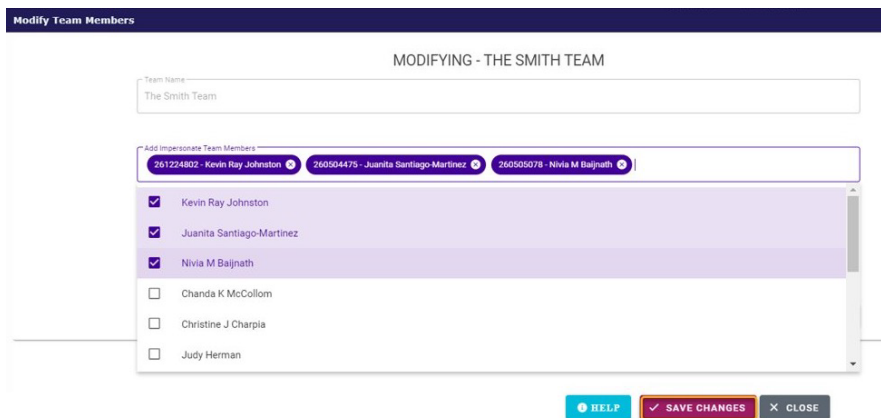 Modify Team Members
MODIFYING - THE SMITH TEAM
Team Name
The Smith Team
Add Impersonate Team Members
261224802 - Kevin Ray Johnston 260504475 - Juanita Santiago-Martinez 260505078 - Nivia M Baijnath
Kevin Ray Johnston
Juanita Santiago-Martinez
Nivia M Baijnath
Chanda K McCollom
Christine J Charpia
Judy Herman
HELP SAVE CHANGES CLOSE